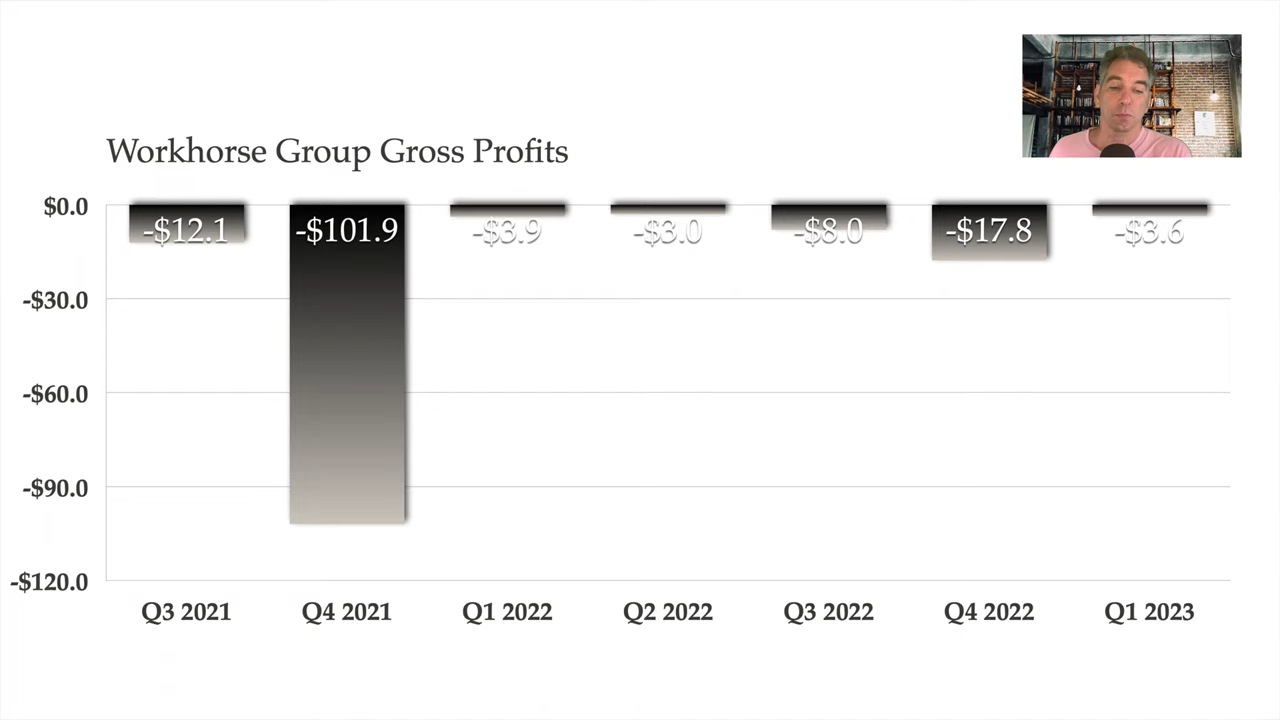 Workhorse Group Gross Profits
$0.0
-$30.0
-$60.0
-$90.0
-$120.0
-$12.1 -$101.9 -$3.9 -$3.0 -$8.0 -$17.8 -$3.6
Q3 2021 Q4 2021 Q1 2022 Q2 2022 Q3 2022 Q4 2022 Q1 2023